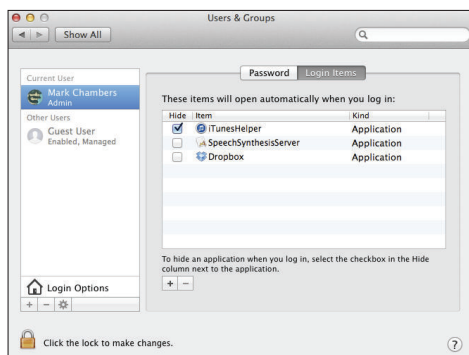 Users & Groups
Show All
Current User
Mark Chambers
Admin
Other Users
Guest User
Enabled, Managed
Login Options
Password Login Items
These items will open automatically when you log in:
Hide Item Kind
iTunesHelper Application
SpeechSynthesisServer Application
Dropbox Application
To hide an application when you log in, select the checkbox in the Hide
column next to the application.
+ −
+ −
Click the lock to make changes.
?